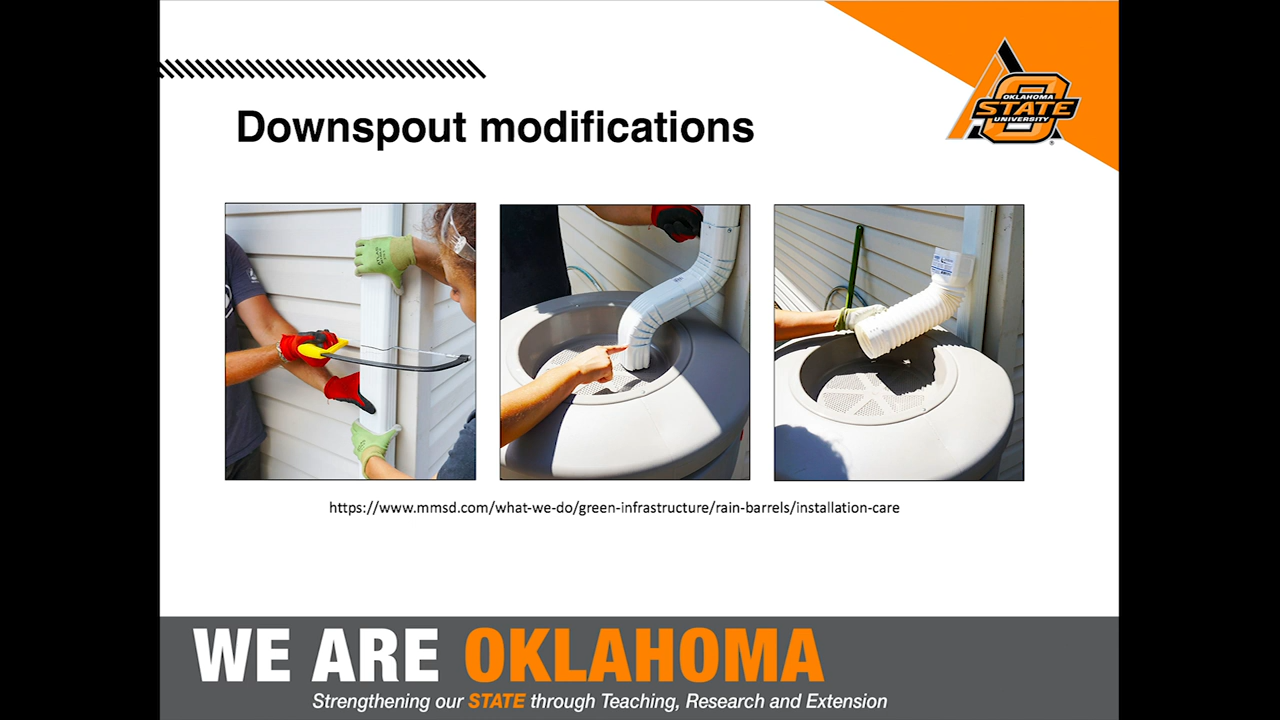 Downspout modifications
OKLAHOMA
STATE
UNIVERSITY
https://www.mmsd.com/what-we-do/green-infrastructure/rain-barrels/installation-care
WE ARE OKLAHOMA
Strengthening our STATE through Teaching, Research and Extension